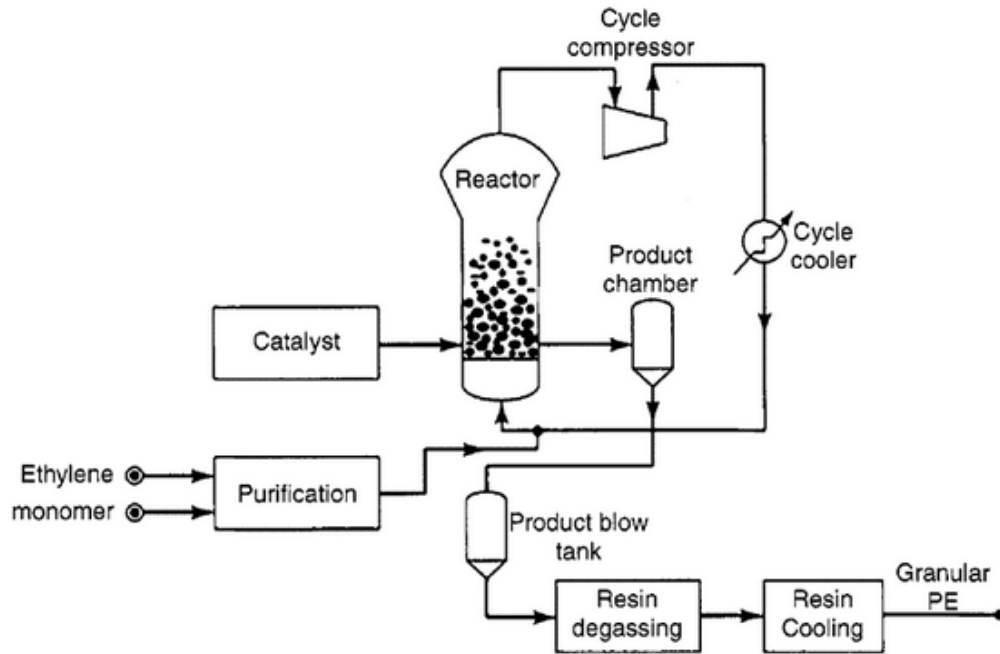 Cycle
compressor
Reactor
Cycle
cooler
Product
chamber
Catalyst
Ethylene
monomer
Purification
Product blow
tank
Resin
degassing
Resin
Cooling
Granular
PE